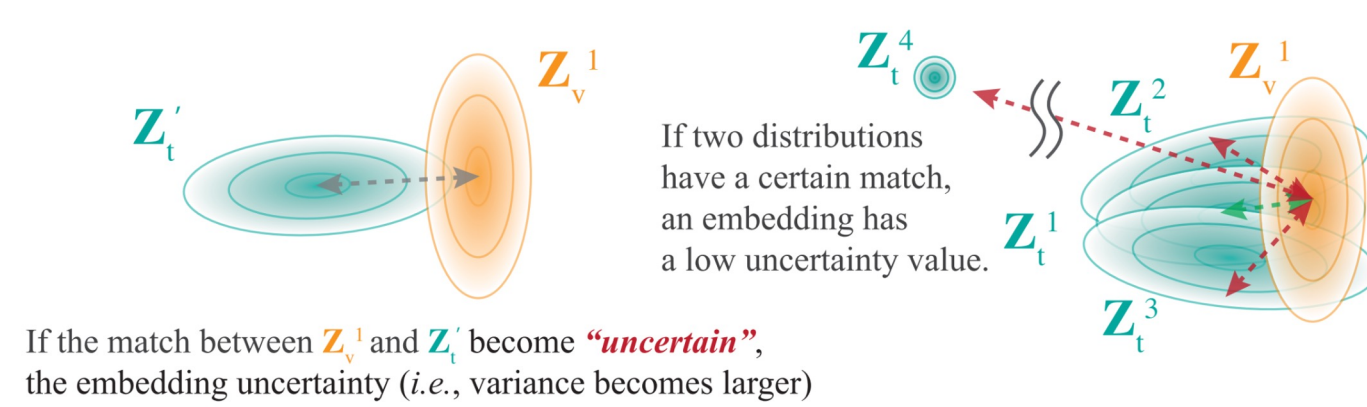 Z_t′
Z_v^1
If the match between Z_v^1 and Z_t′ become “uncertain”,
the embedding uncertainty (i.e., variance becomes larger)
If two distributions
have a certain match,
an embedding has
a low uncertainty value.
Z_t^4
Z_t^2
Z_v^1
Z_t^1
Z_t^3